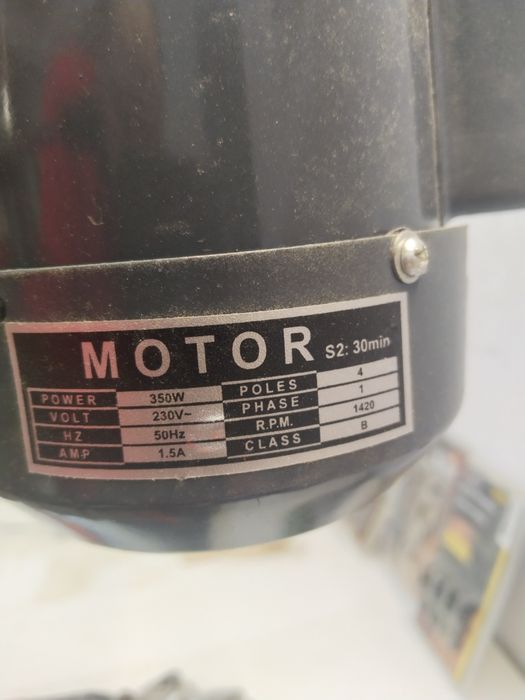 MOTOR S2: 30min
POWER 350W POLES 4
VOLT 230V~ PHASE 1
HZ 50Hz R.P.M. 1420
AMP 1.5A CLASS B